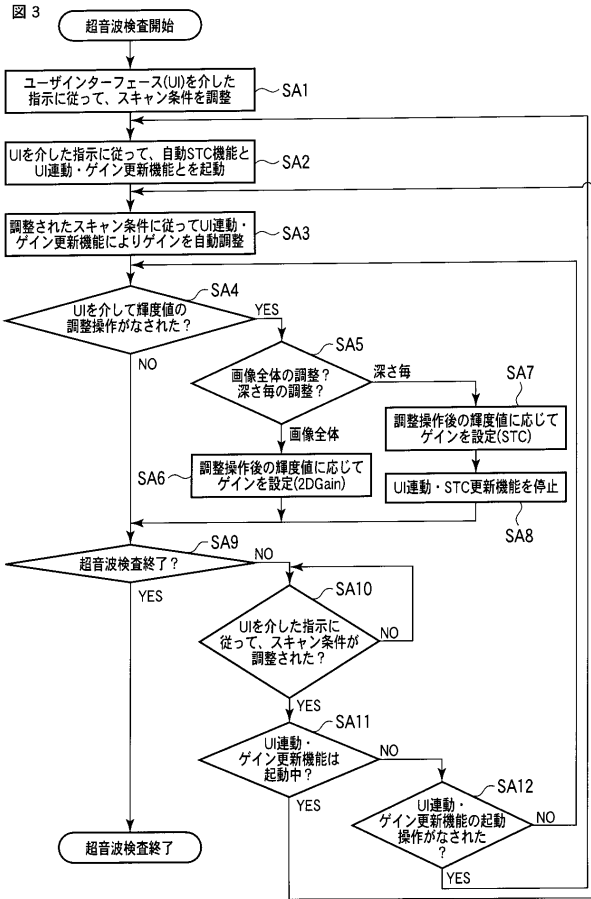 図3
超音波検査開始
ユーザインターフェース(UI)を介した
指示に従って、スキャン条件を調整
SA1
UIを介した指示に従って、自動STC機能と
UI連動・ゲイン更新機能とを起動
SA2
調整されたスキャン条件に従ってUI連動・
ゲイン更新機能によりゲインを自動調整
SA3
SA4
UIを介して輝度値の
調整操作がなされた？
YES
NO
SA5
画像全体の調整？
深さ毎の調整？
深さ毎
画像全体
SA7
調整操作後の輝度値に応じて
ゲインを設定(STC)
SA6
調整操作後の輝度値に応じて
ゲインを設定(2DGain)
UI連動・STC更新機能を停止
SA8
SA9
超音波検査終了？
NO
YES
SA10
UIを介した指示に
従って、スキャン条件が
調整された？
NO
YES
SA11
UI連動・
ゲイン更新機能は
起動中？
NO
YES
SA12
UI連動・
ゲイン更新機能の起動
操作がなされた
？
NO
YES
超音波検査終了